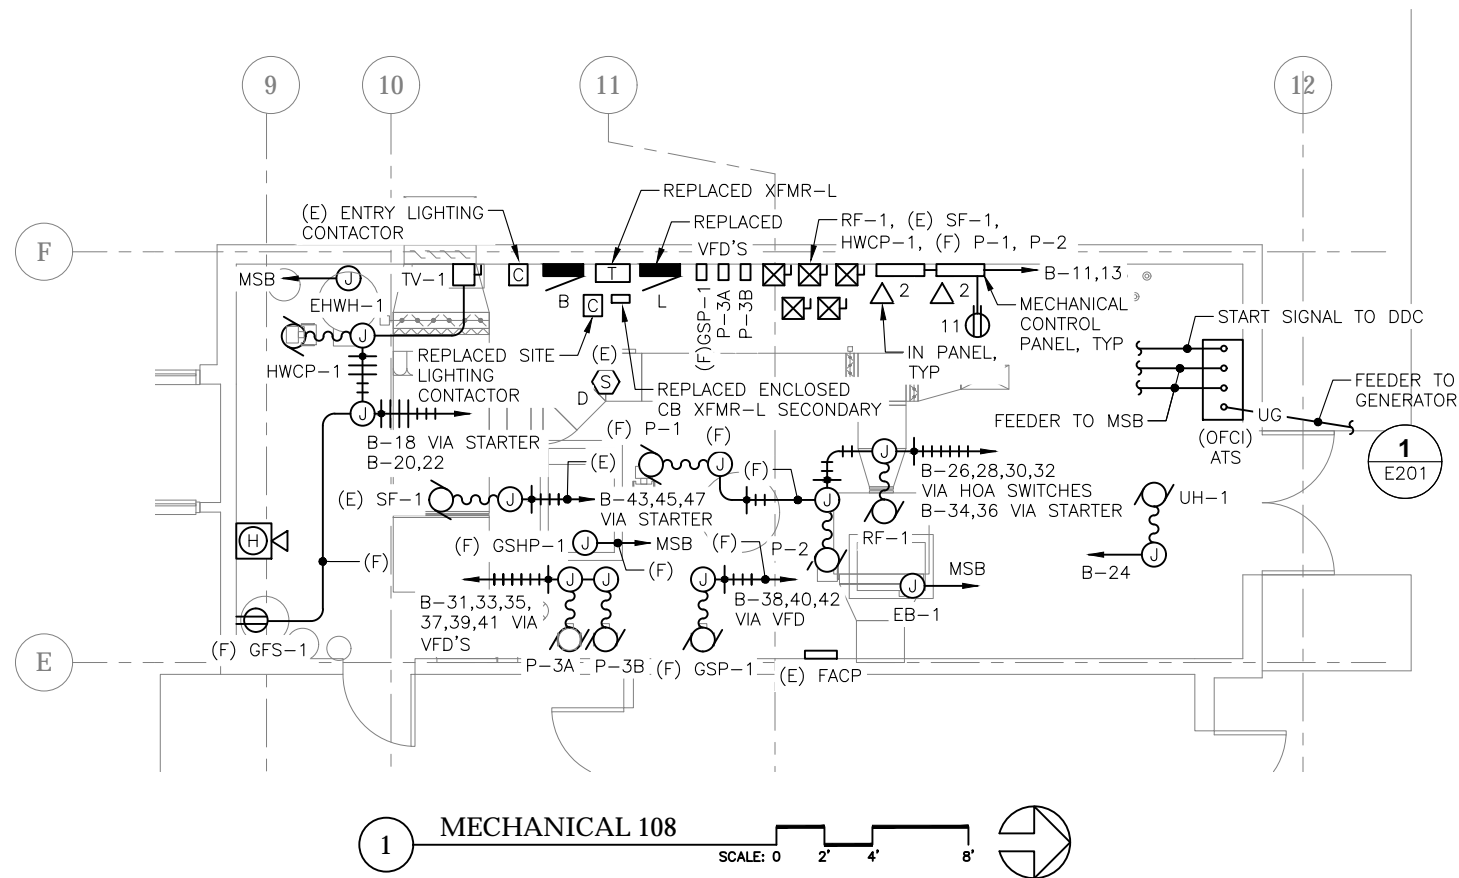 9
10
11
12
F
E
REPLACED XFMR-L
(E) ENTRY LIGHTING
CONTACTOR
REPLACED
VFD'S
RF-1, (E) SF-1,
HWCP-1, (F) P-1, P-2
MSB
EHWH-1
TV-1
C
B
T
C
L
(F)GSP-1
P-3A
P-3B
2
2
11
B-11,13
MECHANICAL
CONTROL
PANEL, TYP
IN PANEL,
TYP
START SIGNAL TO DDC
FEEDER TO MSB
UG
FEEDER TO
GENERATOR
(OFCI)
ATS
1
E201
J
J
HWCP-1
REPLACED SITE
LIGHTING
CONTACTOR
(E)
S
D
REPLACED ENCLOSED
CB XFMR-L SECONDARY
J
B-18 VIA STARTER
B-20,22
(F) P-1
(F)
J
J
B-26,28,30,32
VIA HOA SWITCHES
B-34,36 VIA STARTER
(E) SF-1
J
(E)
B-43,45,47
VIA STARTER
(F)
J
P-2
RF-1
UH-1
J
B-24
H
(F)
(F) GSHP-1
J
MSB
(F)
(F)
J
J
B-31,33,35,
37,39,41 VIA
VFD'S
P-3A
P-3B
J
B-38,40,42
VIA VFD
(F) GSP-1
J
MSB
EB-1
(E) FACP
(F) GFS-1
1
MECHANICAL 108
SCALE: 0 2' 4' 8'